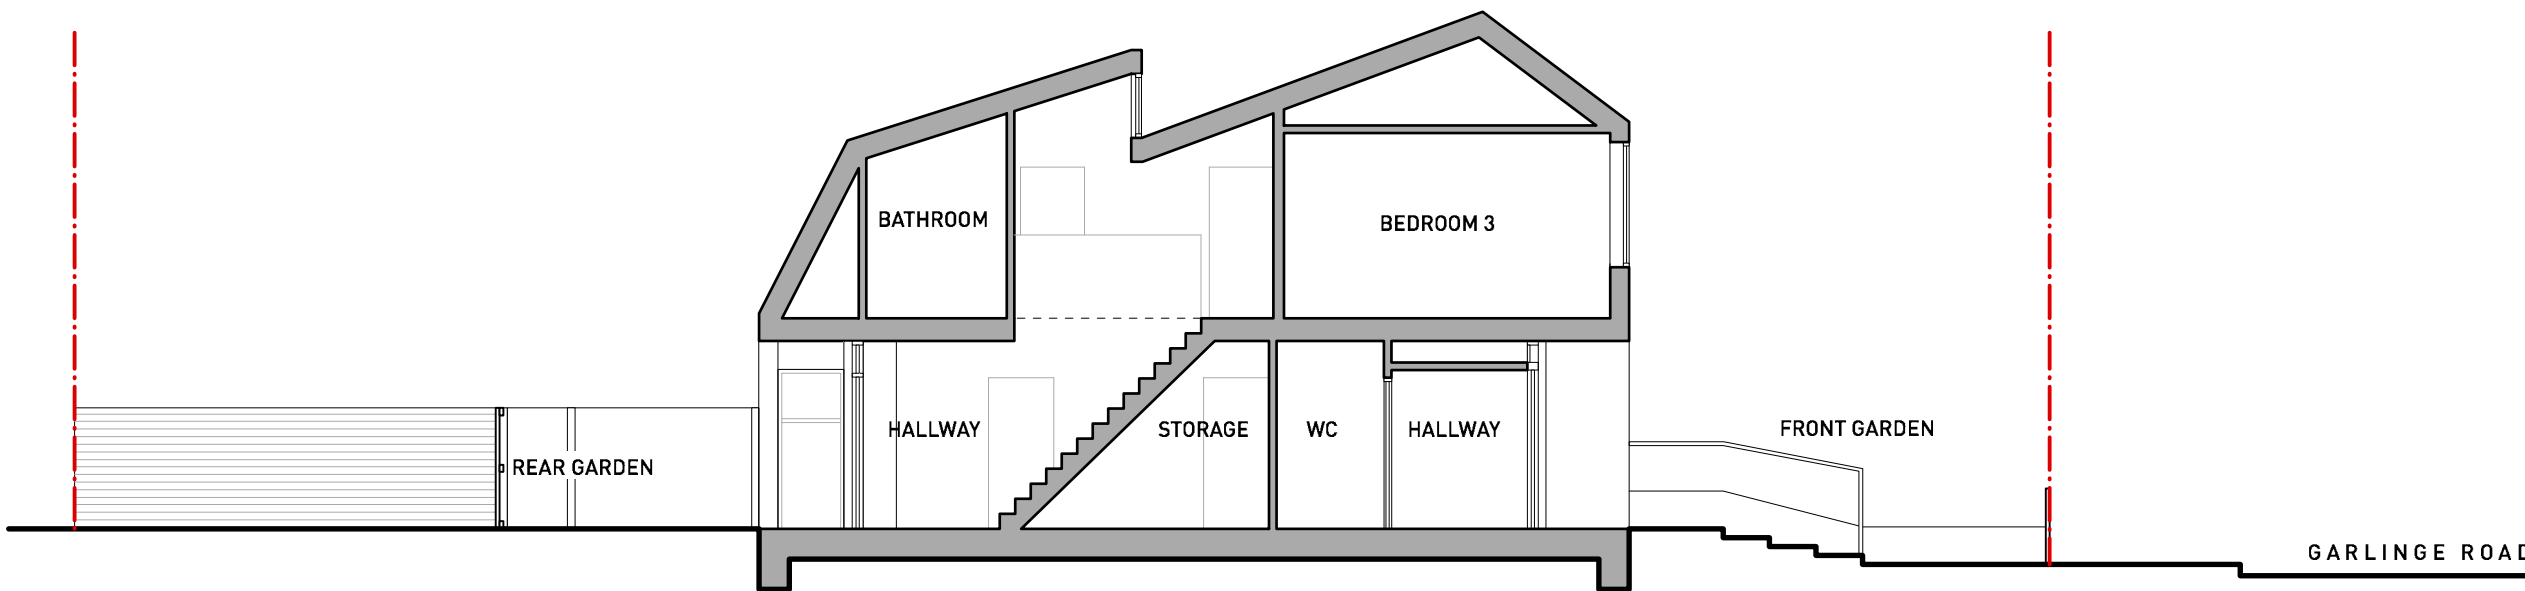 BATHROOM
BEDROOM 3
HALLWAY
STORAGE
WC
HALLWAY
FRONT GARDEN
REAR GARDEN
GARLINGE ROAD